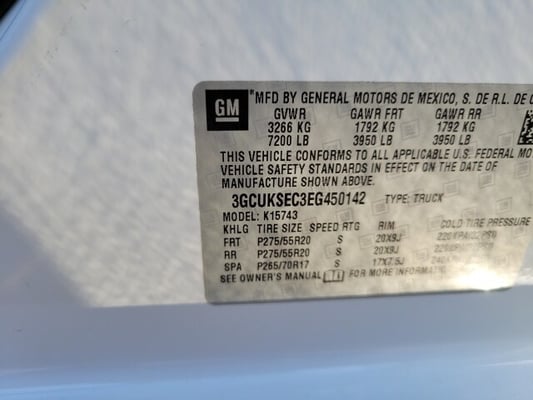 GM
*MFD BY GENERAL MOTORS DE MEXICO, S. DE R.L. DE C
GVWR GAWR FRT GAWR RR
3266 KG 1792 KG 1792 KG
7200 LB 3950 LB 3950 LB
THIS VEHICLE CONFORMS TO ALL APPLICABLE U.S. FEDERAL MOT
VEHICLE SAFETY STANDARDS IN EFFECT ON THE DATE OF
MANUFACTURE SHOWN ABOVE.
3GCUKSEC3EG450142 TYPE: TRUCK
MODEL: K15743
KHLG TIRE SIZE SPEED RTG RIM COLD TIRE PRESSURE
FRT P275/55R20 S 20X9J
RR P275/55R20 S 20X9J
SPA P265/70R17 S 17X7.5J
SEE OWNER'S MANUAL FOR MORE INFORMATION